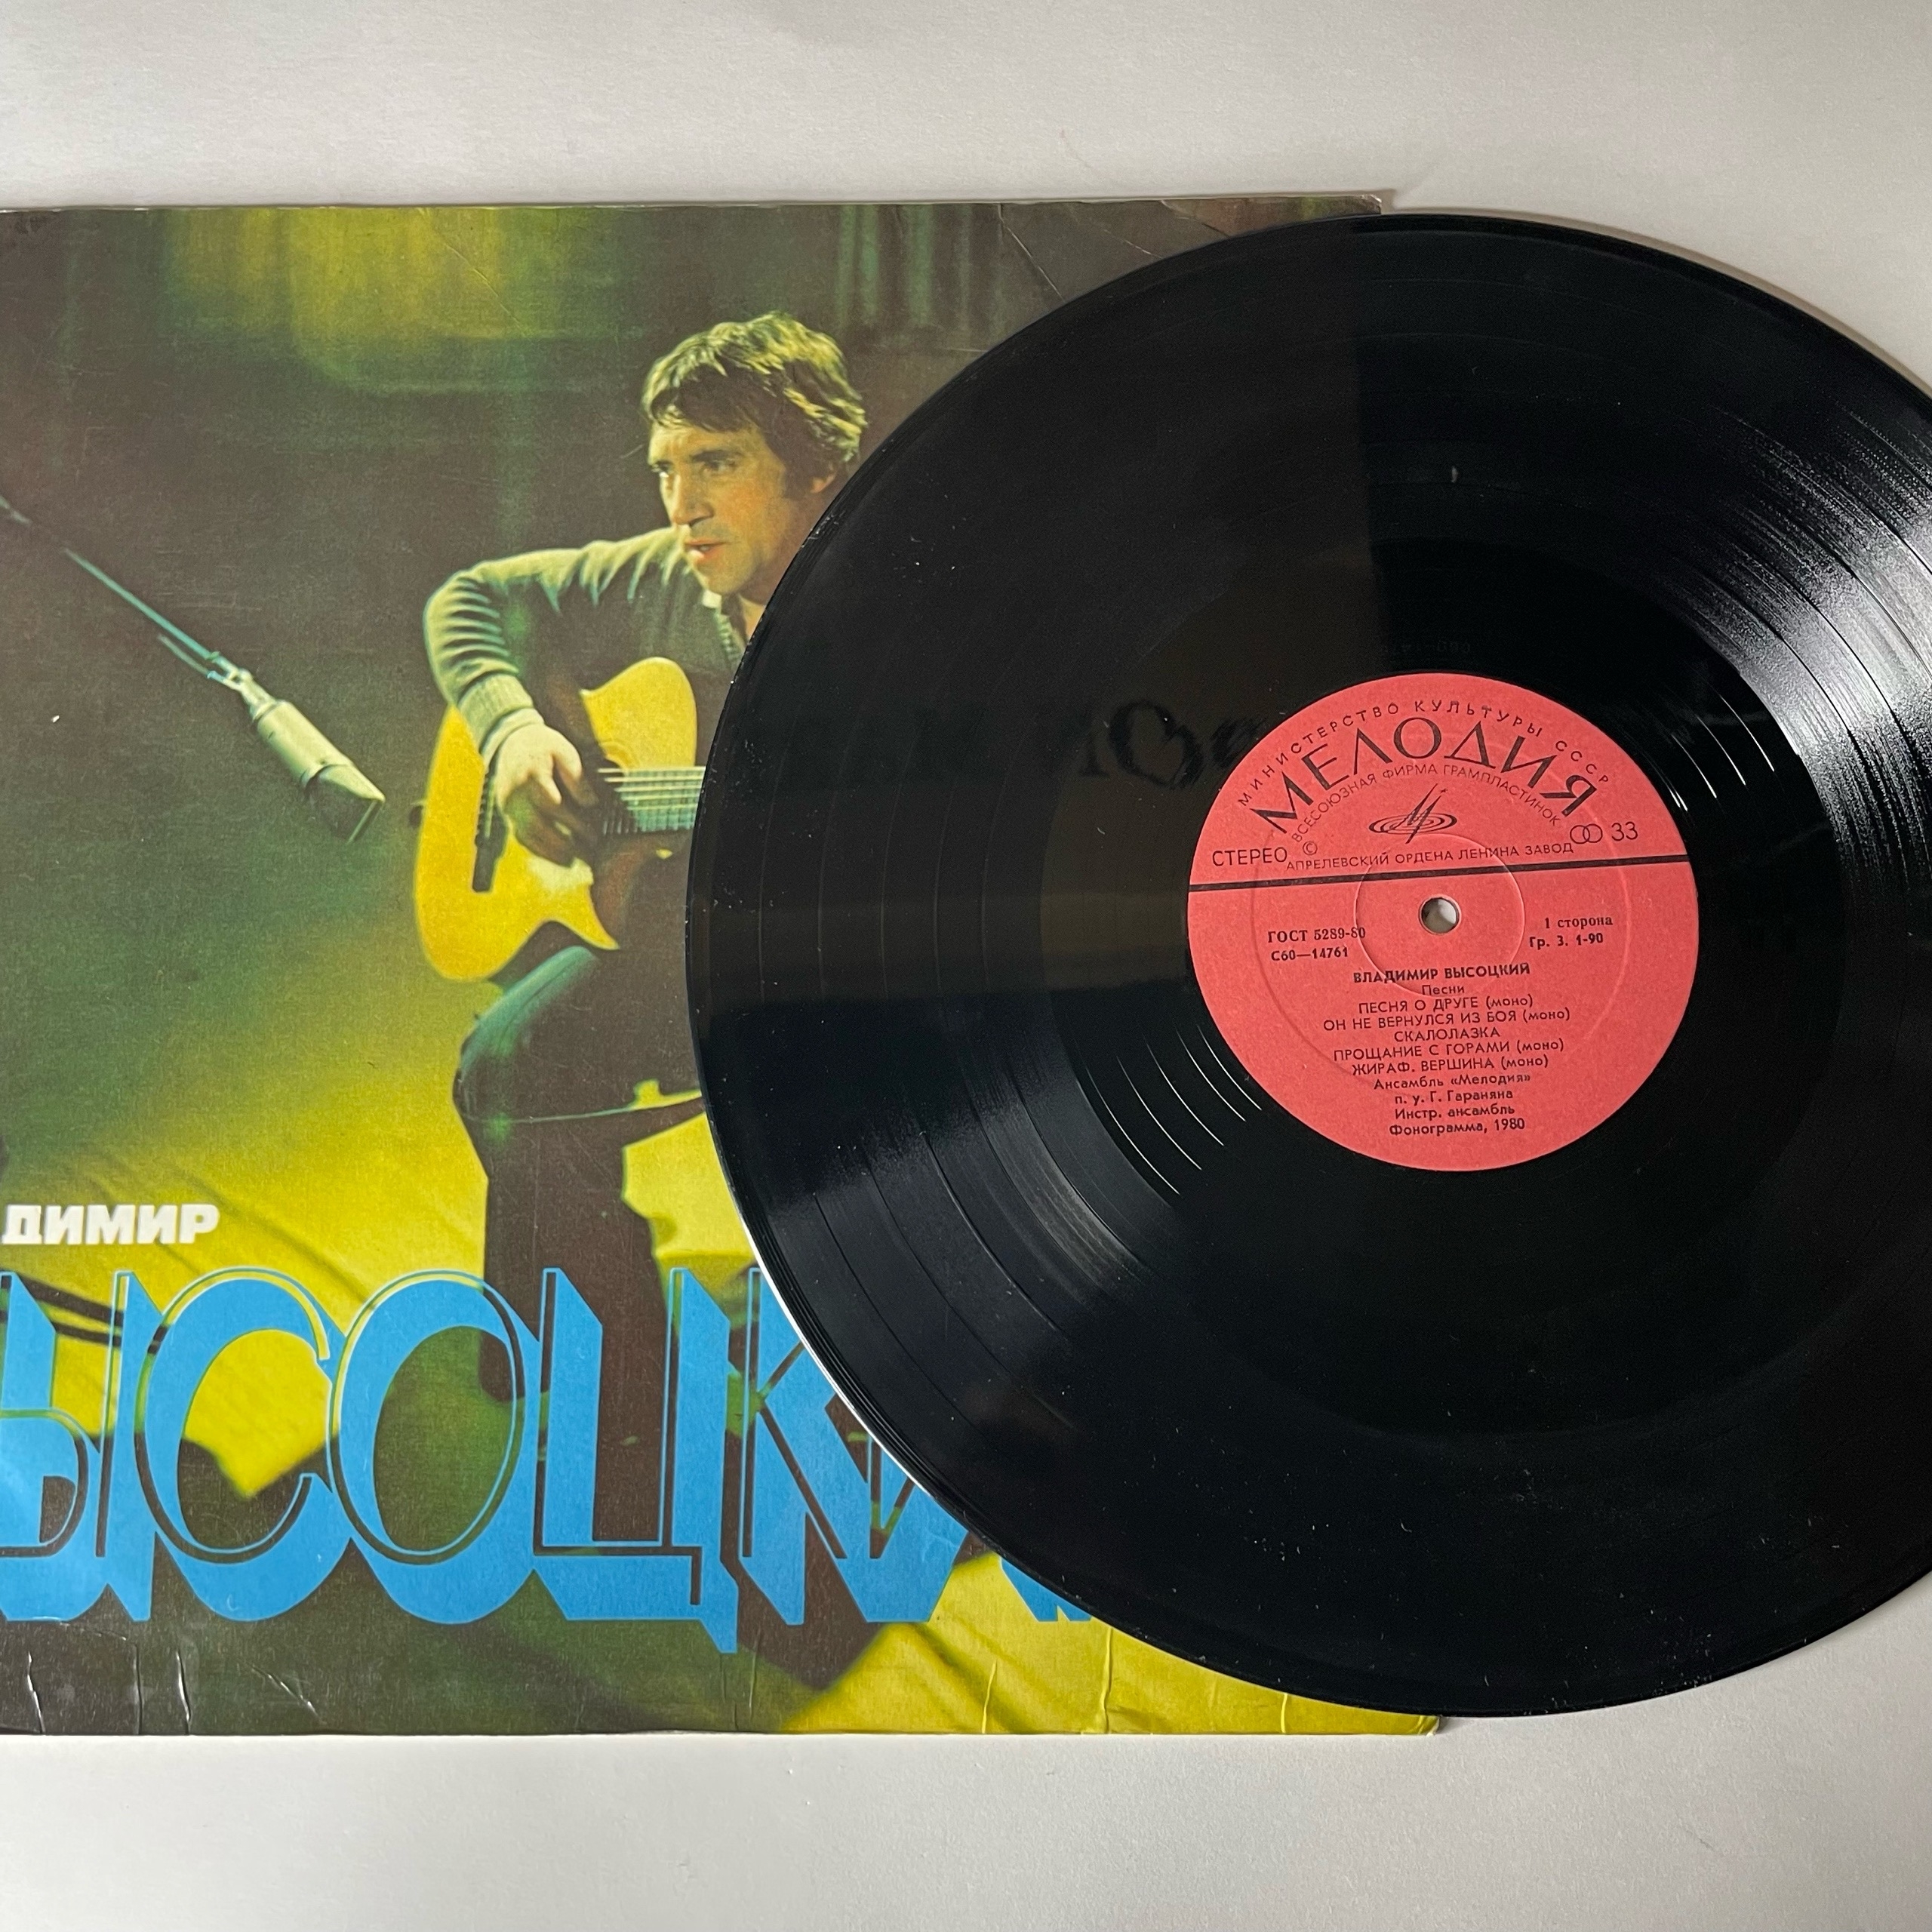 ДИМИР
ЫСОЦК
МИНИСТЕРСТВО КУЛЬТУРЫ СССР
МЕЛОДИЯ
ВСЕСОЮЗНАЯ ФИРМА ГРАМПЛАСТИНОК
СТЕРЕО © 33
АПРЕЛЕВСКИЙ ОРДЕНА ЛЕНИНА ЗАВОД
ГОСТ 5289-80 1 сторона
С60—14761 Гр. 3. 1-90
ВЛАДИМИР ВЫСОЦКИЙ
Песни
ПЕСНЯ О ДРУГЕ (моно)
ОН НЕ ВЕРНУЛСЯ ИЗ БОЯ (моно)
СКАЛОЛАЗКА
ПРОЩАНИЕ С ГОРАМИ (моно)
ЖИРАФ. ВЕРШИНА (моно)
Ансамбль «Мелодия»
п. у. Г. Гараняна
Инстр. ансамбль
Фонограмма, 1980